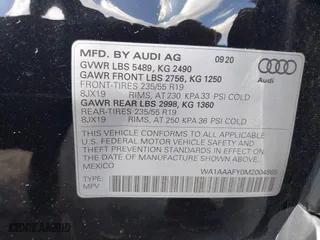 MFD. BY AUDI AG 09 20
GVWR LBS 5489, KG 2490
GAWR FRONT LBS 2756, KG 1250
FRONT-TIRES 235/55 R19
8JX19 RIMS, AT 230 KPA 33 PSI COLD
GAWR REAR LBS 2998, KG 1360
REAR-TIRES 235/55 R19
8JX19 RIMS, AT 250 KPA 36 PSI COLD
THIS VEHICLE CONFORMS TO ALL APPLICABLE
U.S. FEDERAL MOTOR VEHICLE SAFETY
STANDARDS IN EFFECT ON THE DATE OF
MANUFACTURE SHOWN ABOVE
MEXICO
TYPE:
MPV
Audi